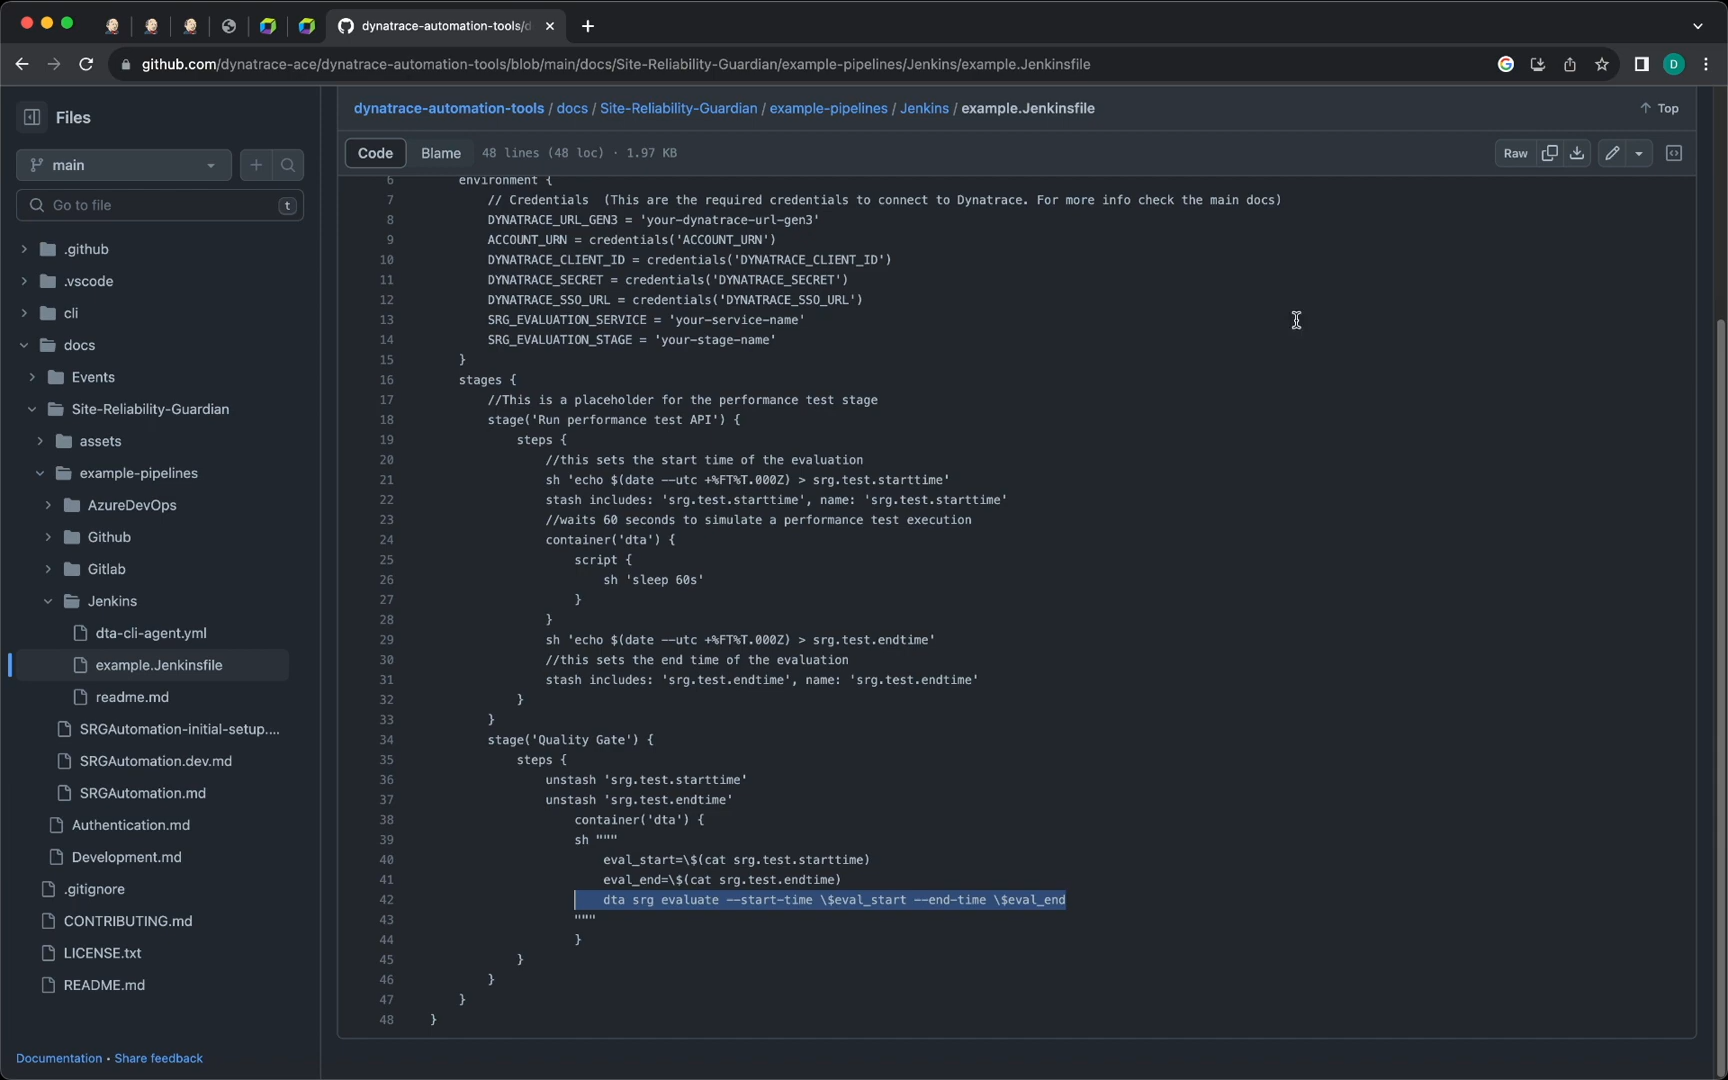 dynatrace-automation-tools/d
github.com/dynatrace-ace/dynatrace-automation-tools/blob/main/docs/Site-Reliability-Guardian/example-pipelines/Jenkins/example.Jenkinsfile
D
Files
main
Go to file
t
.github
.vscode
cli
docs
Events
Site-Reliability-Guardian
assets
example-pipelines
AzureDevOps
Github
Gitlab
Jenkins
dta-cli-agent.yml
example.Jenkinsfile
readme.md
SRGAutomation-initial-setup....
SRGAutomation.dev.md
SRGAutomation.md
Authentication.md
Development.md
.gitignore
CONTRIBUTING.md
LICENSE.txt
README.md
Documentation • Share feedback
dynatrace-automation-tools / docs / Site-Reliability-Guardian / example-pipelines / Jenkins / example.Jenkinsfile
Top
Code Blame 48 lines (48 loc) · 1.97 KB
Raw
6 environment {
7 // Credentials  (This are the required credentials to connect to Dynatrace. For more info check the main docs)
8 DYNATRACE_URL_GEN3 = 'your-dynatrace-url-gen3'
9 ACCOUNT_URN = credentials('ACCOUNT_URN')
10 DYNATRACE_CLIENT_ID = credentials('DYNATRACE_CLIENT_ID')
11 DYNATRACE_SECRET = credentials('DYNATRACE_SECRET')
12 DYNATRACE_SSO_URL = credentials('DYNATRACE_SSO_URL')
13 SRG_EVALUATION_SERVICE = 'your-service-name'
14 SRG_EVALUATION_STAGE = 'your-stage-name'
15 }
16 stages {
17 //This is a placeholder for the performance test stage
18 stage('Run performance test API') {
19 steps {
20 //this sets the start time of the evaluation
21 sh 'echo $(date --utc +%FT%T.000Z) > srg.test.starttime'
22 stash includes: 'srg.test.starttime', name: 'srg.test.starttime'
23 //waits 60 seconds to simulate a performance test execution
24 container('dta') {
25 script {
26 sh 'sleep 60s'
27 }
28 }
29 sh 'echo $(date --utc +%FT%T.000Z) > srg.test.endtime'
30 //this sets the end time of the evaluation
31 stash includes: 'srg.test.endtime', name: 'srg.test.endtime'
32 }
33 }
34 stage('Quality Gate') {
35 steps {
36 unstash 'srg.test.starttime'
37 unstash 'srg.test.endtime'
38 container('dta') {
39 sh """
40 eval_start=\$(cat srg.test.starttime)
41 eval_end=\$(cat srg.test.endtime)
42 dta srg evaluate --start-time \$eval_start --end-time \$eval_end
43 """
44 }
45 }
46 }
47 }
48 }